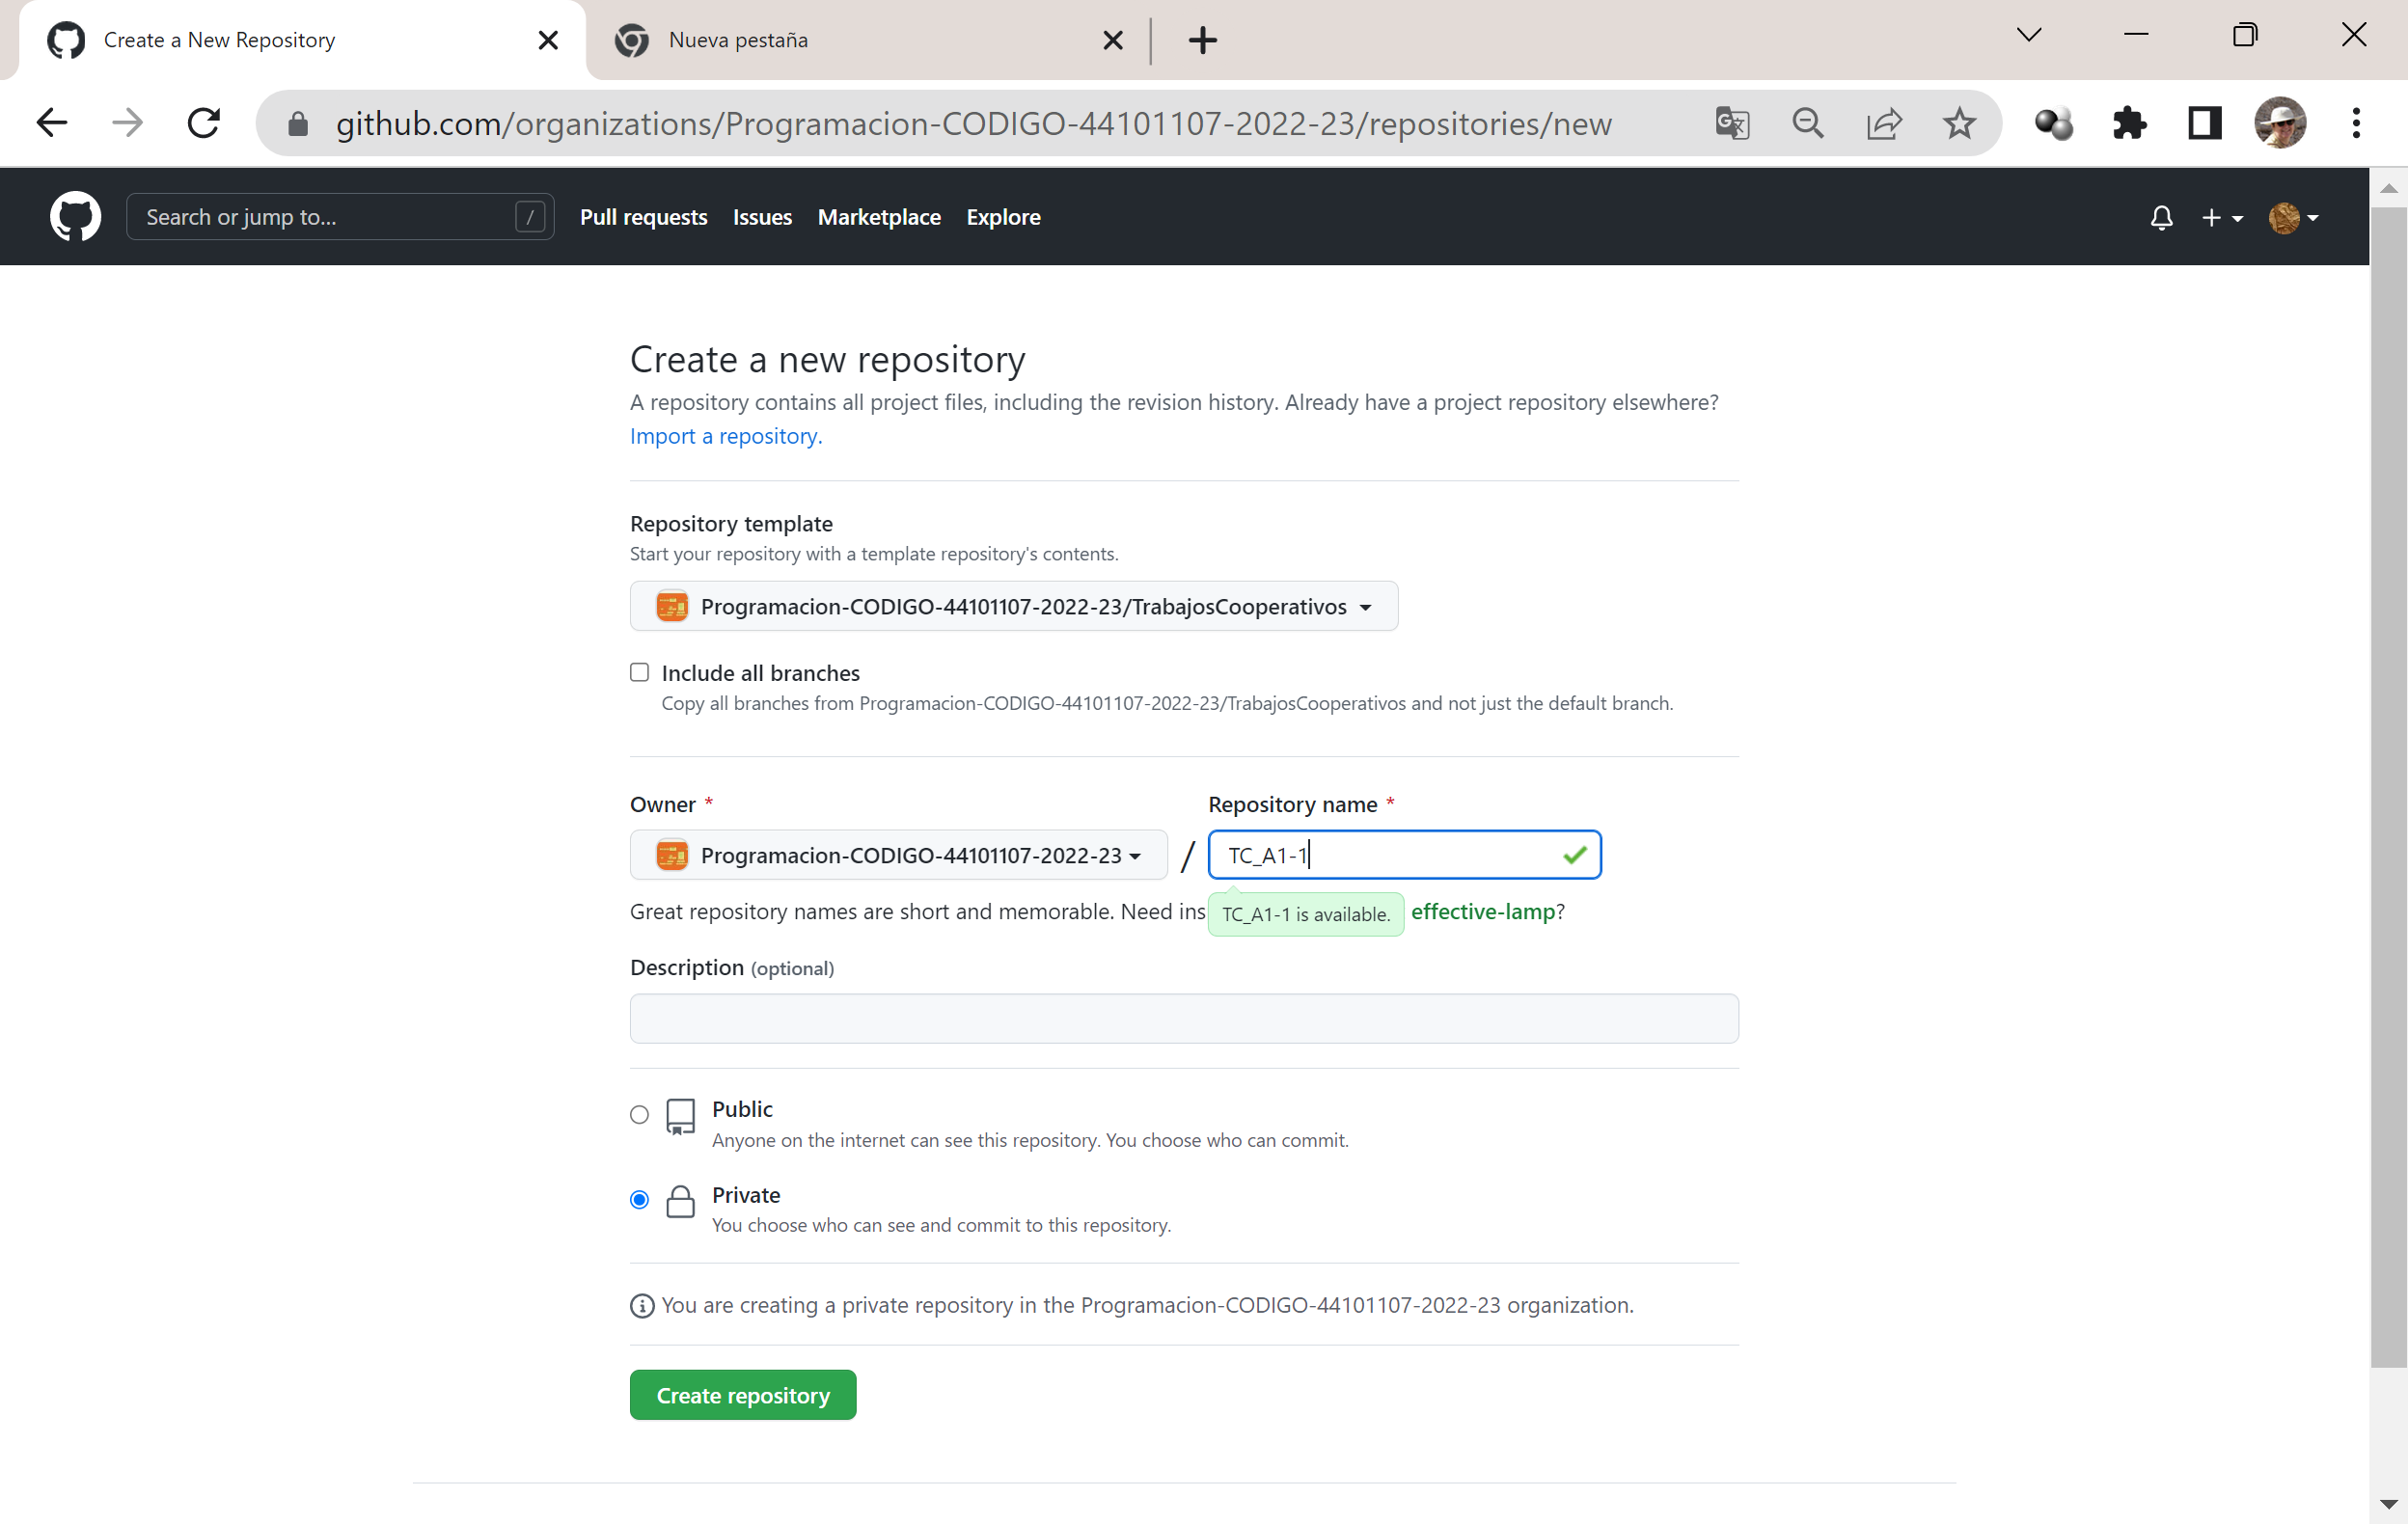 Create a New Repository
Nueva pestaña
github.com/organizations/Programacion-CODIGO-44101107-2022-23/repositories/new
Search or jump to... /
Pull requests Issues Marketplace Explore
Create a new repository
A repository contains all project files, including the revision history. Already have a project repository elsewhere?
Import a repository.
Repository template
Start your repository with a template repository's contents.
Programacion-CODIGO-44101107-2022-23/TrabajosCooperativos
Include all branches
Copy all branches from Programacion-CODIGO-44101107-2022-23/TrabajosCooperativos and not just the default branch.
Owner * Repository name *
Programacion-CODIGO-44101107-2022-23 / TC_A1-1
Great repository names are short and memorable. Need ins TC_A1-1 is available. effective-lamp?
Description (optional)
Public
Anyone on the internet can see this repository. You choose who can commit.
Private
You choose who can see and commit to this repository.
You are creating a private repository in the Programacion-CODIGO-44101107-2022-23 organization.
Create repository